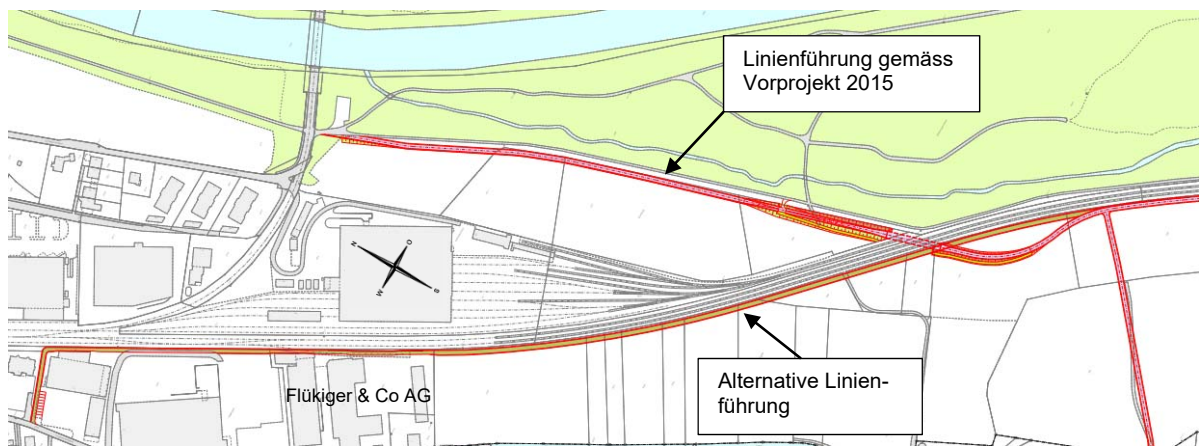 Linienführung gemäss
Vorprojekt 2015
N
O
W
S
Flükiger & Co AG
Alternative Linien-
führung